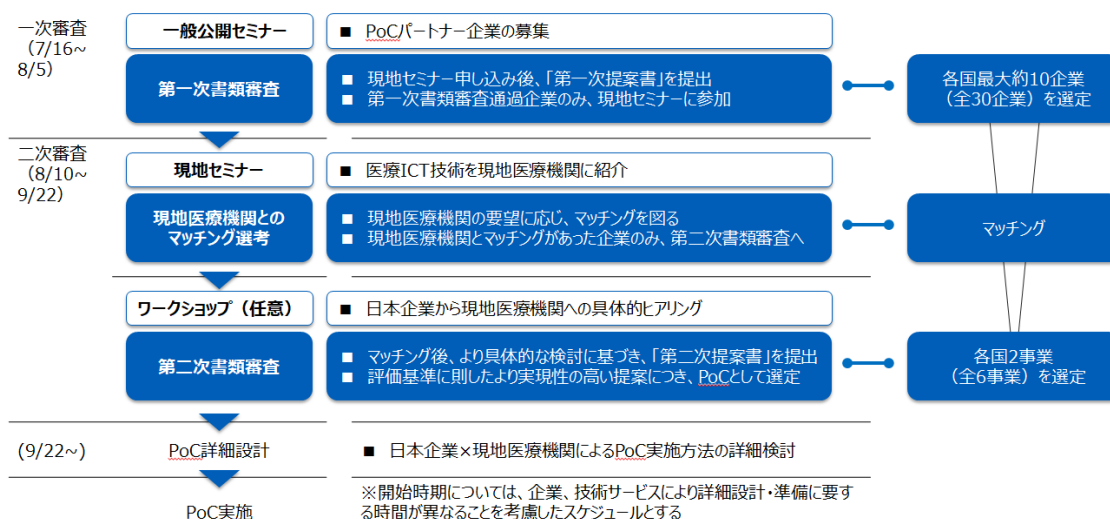 一次審査
(7/16~
8/5)
一般公開セミナー
■ PoCパートナー企業の募集
第一次書類審査
■ 現地セミナー申し込み後、「第一次提案書」を提出
■ 第一次書類審査通過企業のみ、現地セミナーに参加
各国最大約10企業
(全30企業)を選定
二次審査
(8/10~
9/22)
現地セミナー
■ 医療ICT技術を現地医療機関に紹介
現地医療機関との
マッチング選考
■ 現地医療機関の要望に応じ、マッチングを図る
■ 現地医療機関とマッチングがあった企業のみ、第二次書類審査へ
マッチング
ワークショップ(任意)
■ 日本企業から現地医療機関への具体的ヒアリング
第二次書類審査
■ マッチング後、より具体的な検討に基づき、「第二次提案書」を提出
■ 評価基準に則したより実現性の高い提案につき、PoCとして選定
各国2事業
(全6事業)を選定
(9/22~)
PoC詳細設計
■ 日本企業×現地医療機関によるPoC実施方法の詳細検討
PoC実施
※開始時期については、企業、技術サービスにより詳細設計・準備に要す
る時間が異なることを考慮したスケジュールとする